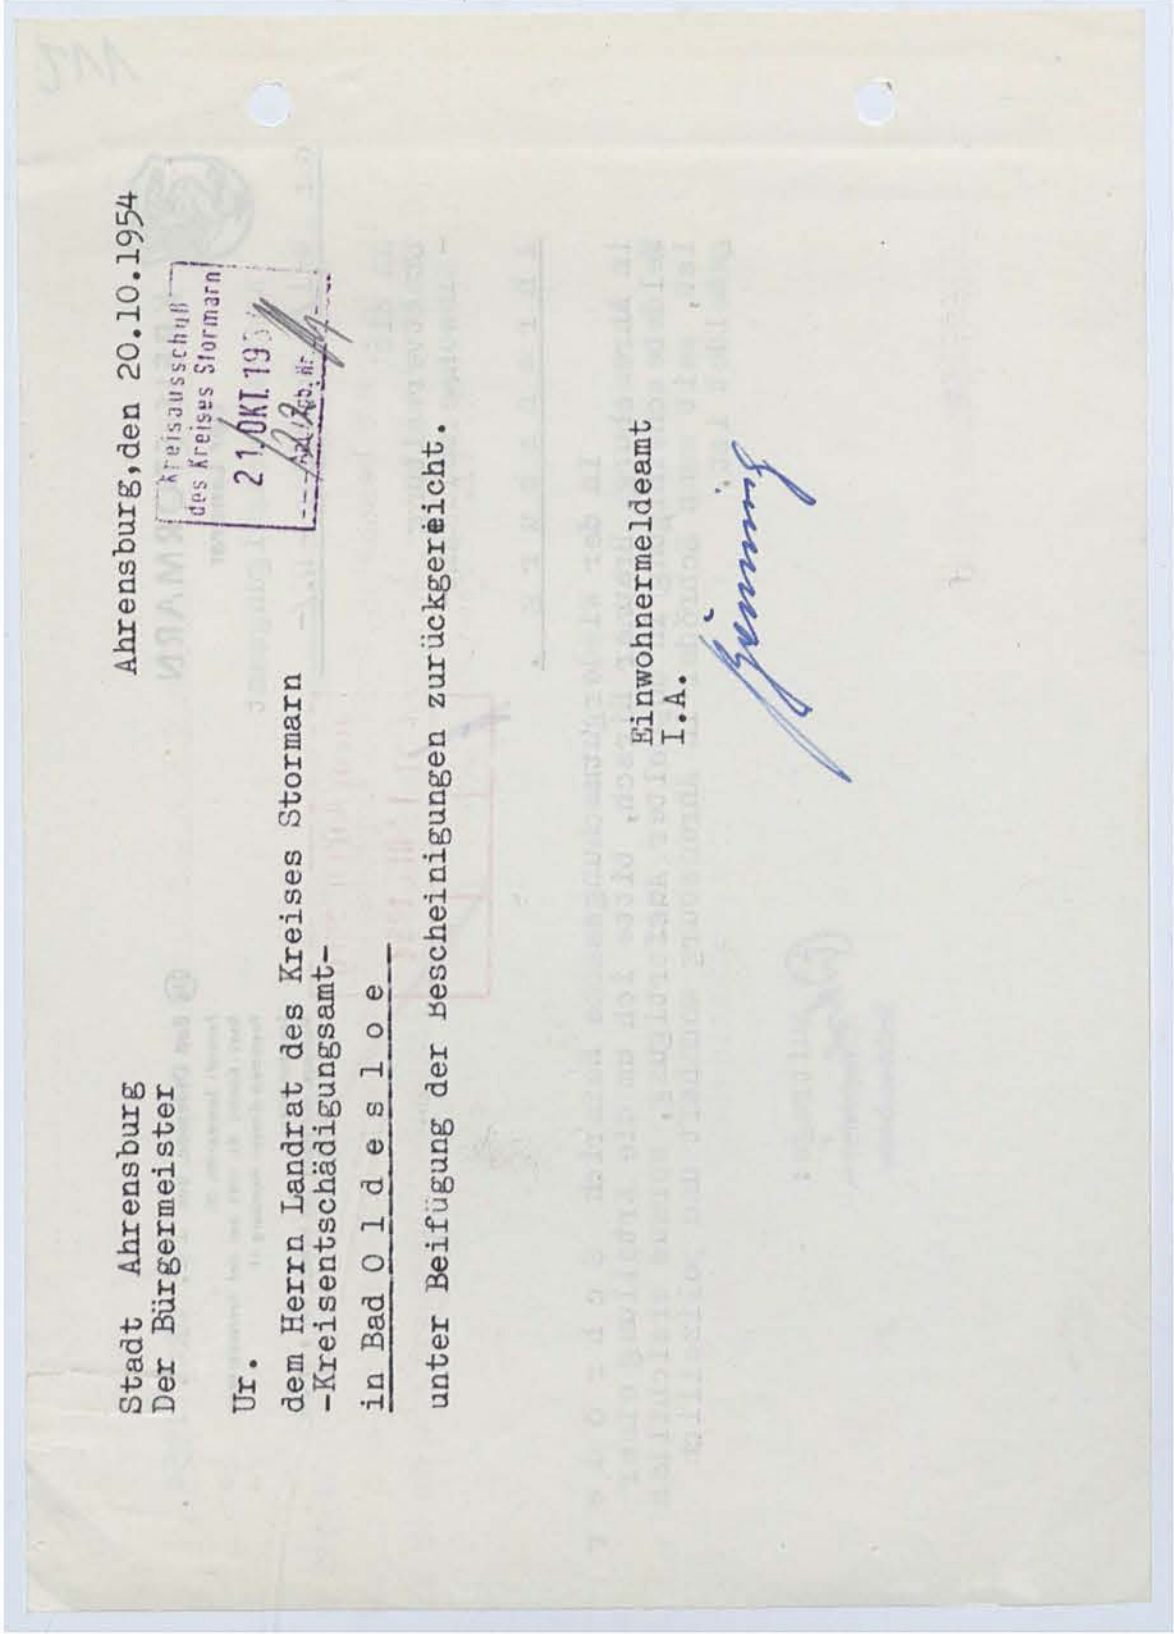 Stadt Ahrensburg
Der Bürgermeister
Ahrensburg,den 20.10.1954
Kreisausschuß
des Kreises Stormarn
21. OKT. 195
Ur.
dem Herrn Landrat des Kreises Stormarn
-Kreisentschädigungsamt-
in Bad O l d e s l o e
unter Beifügung der Bescheinigungen zurückgereicht.
Einwohnermeldeamt
I.A.